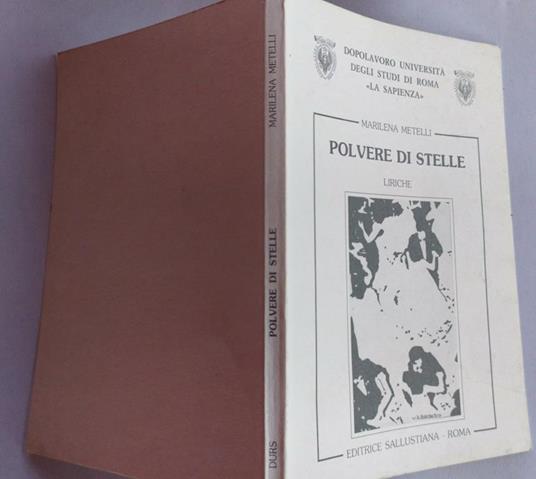 DOPOLAVORO UNIVERSITÀ
DEGLI STUDI DI ROMA
«LA SAPIENZA»
MARILENA METELLI
POLVERE DI STELLE
LIRICHE
EDITRICE SALLUSTIANA - ROMA
MARILENA METELLI
POLVERE DI STELLE
DURS